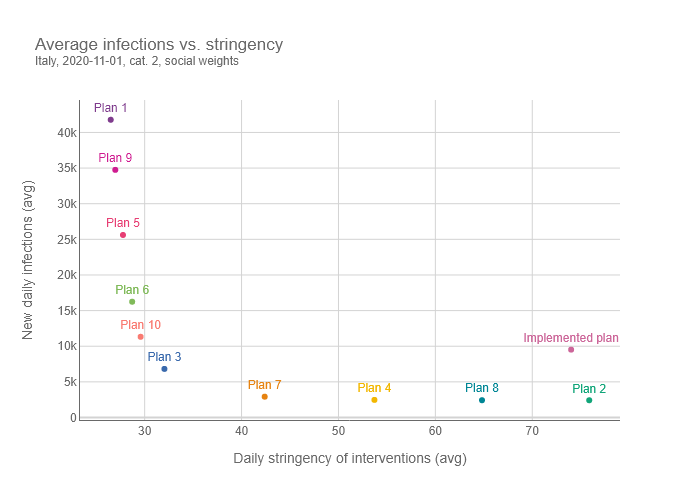 Average infections vs. stringency
Italy, 2020-11-01, cat. 2, social weights
Plan 1
40k
Plan 9
35k
30k
Plan 5
25k
20k
Plan 6
15k
Plan 10
Implemented plan
10k
Plan 3
5k
Plan 7
Plan 4
Plan 8
Plan 2
0
New daily infections (avg)
30
40
50
60
70
Daily stringency of interventions (avg)